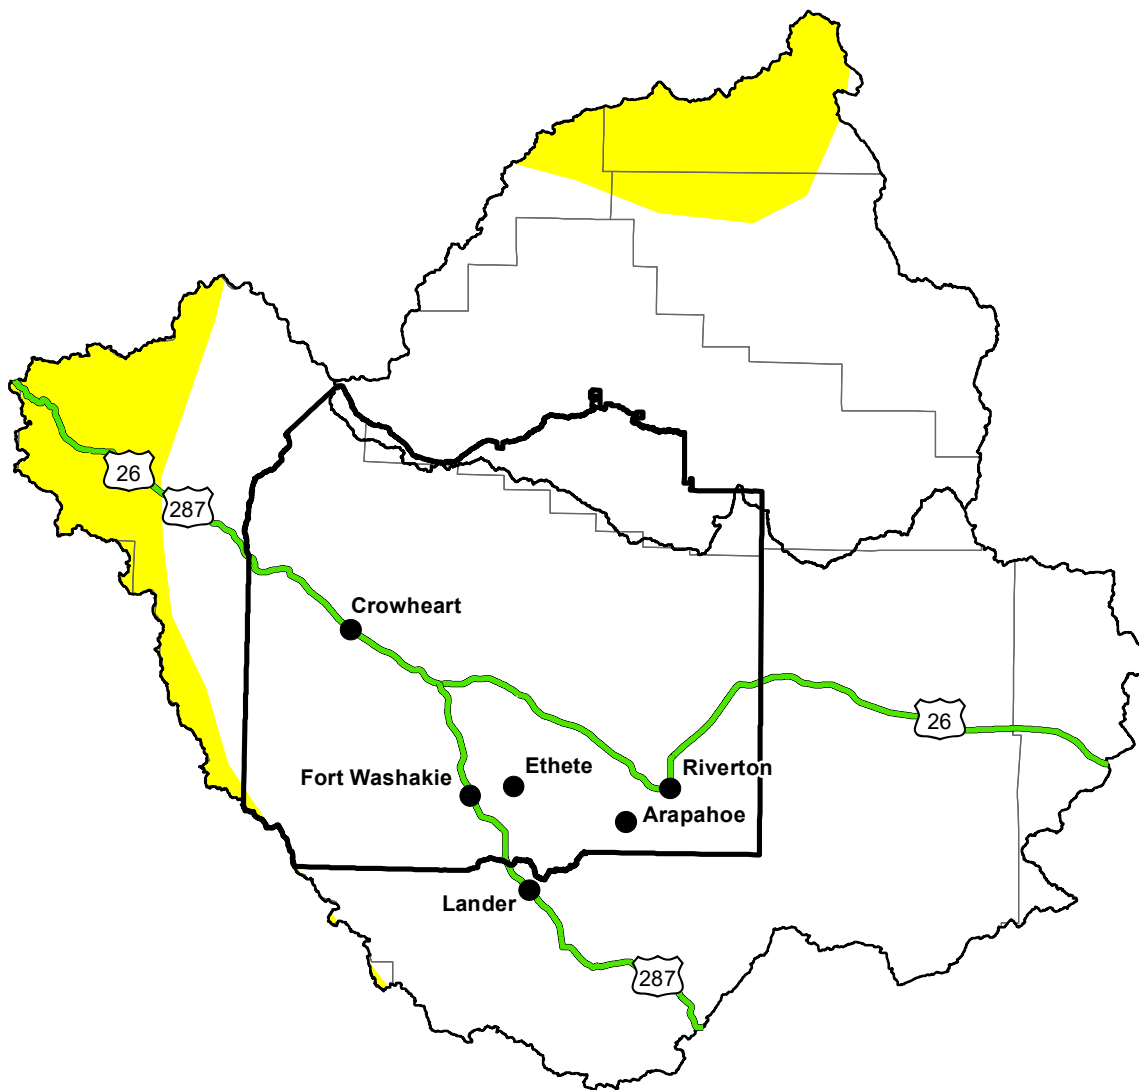 26
287
Crowheart
26
Ethete
Riverton
Fort Washakie
Arapahoe
Lander
287